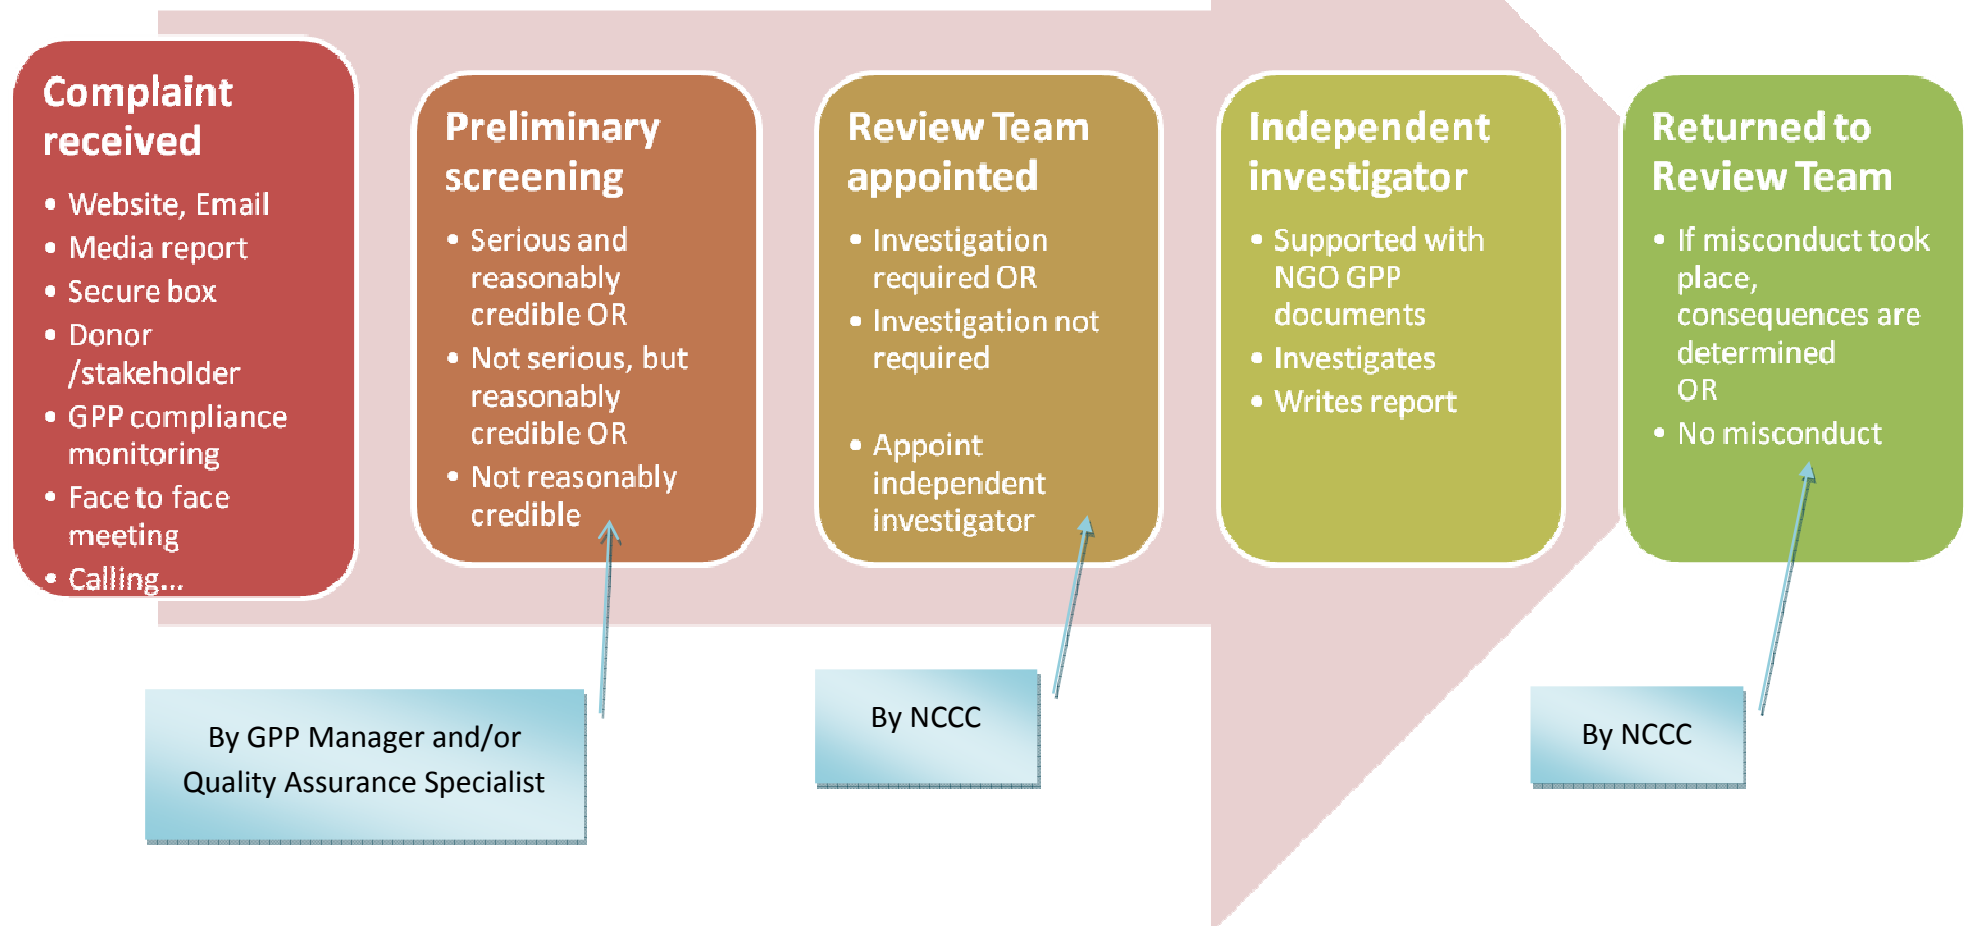 Complaint
received
• Website, Email
• Media report
• Secure box
• Donor
/stakeholder
• GPP compliance
monitoring
• Face to face
meeting
• Calling...
Preliminary
screening
• Serious and
reasonably
credible OR
• Not serious, but
reasonably
credible OR
• Not reasonably
credible
Review Team
appointed
• Investigation
required OR
• Investigation not
required
• Appoint
independent
investigator
Independent
investigator
• Supported with
NGO GPP
documents
• Investigates
• Writes report
Returned to
Review Team
• If misconduct took
place,
consequences are
determined
OR
• No misconduct
By GPP Manager and/or
Quality Assurance Specialist
By NCCC
By NCCC